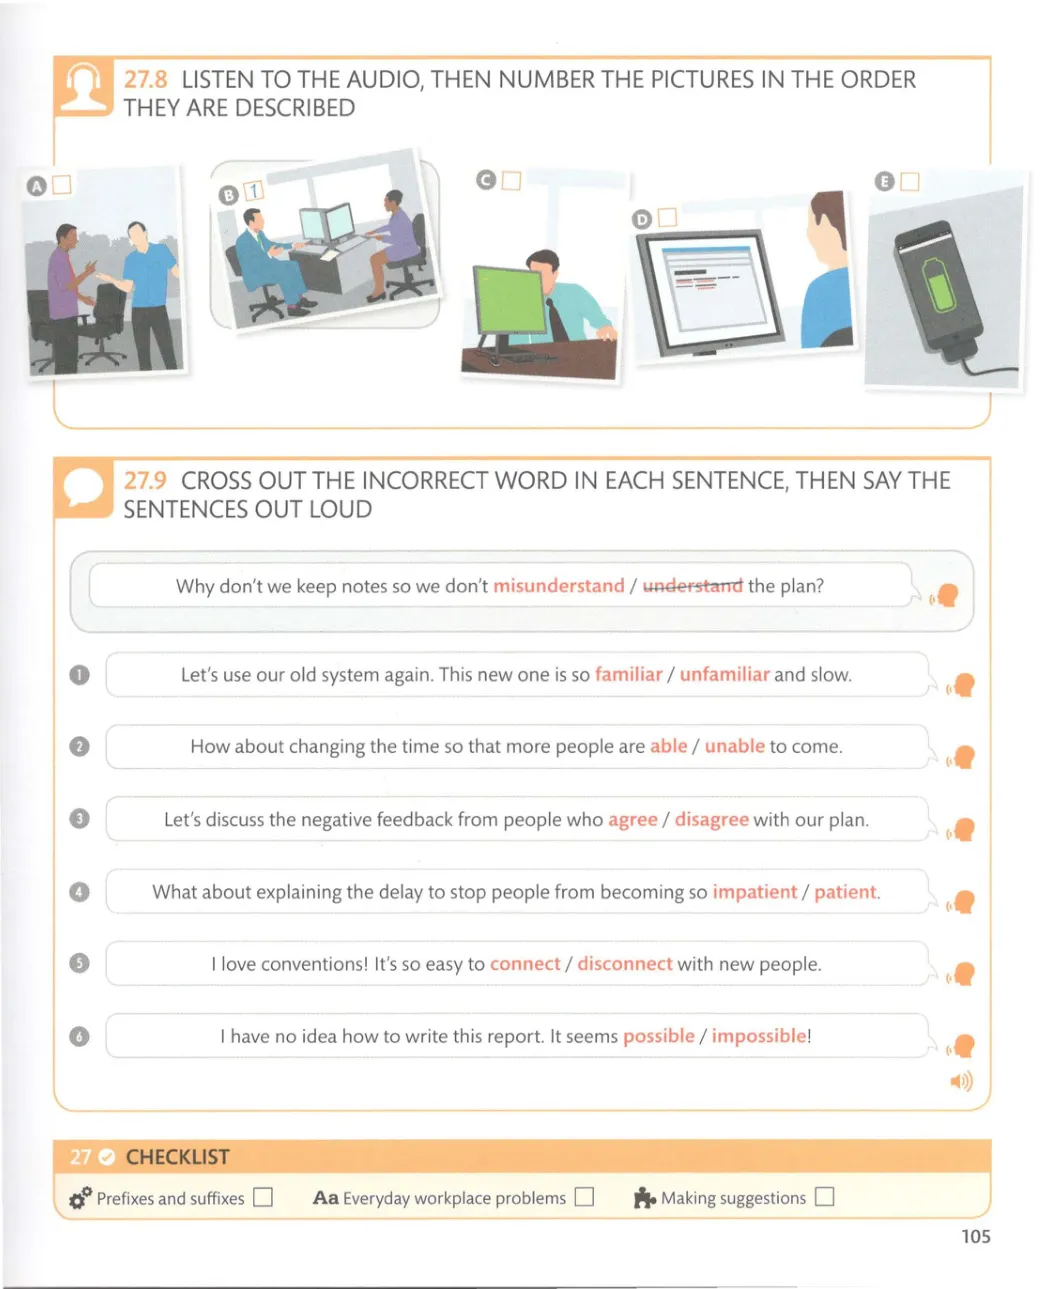 27.8 LISTEN TO THE AUDIO, THEN NUMBER THE PICTURES IN THE ORDER
THEY ARE DESCRIBED
A
B 1
C
D
E
27.9 CROSS OUT THE INCORRECT WORD IN EACH SENTENCE, THEN SAY THE
SENTENCES OUT LOUD
Why don't we keep notes so we don't misunderstand / understand the plan?
1 Let's use our old system again. This new one is so familiar / unfamiliar and slow.
2 How about changing the time so that more people are able / unable to come.
3 Let's discuss the negative feedback from people who agree / disagree with our plan.
4 What about explaining the delay to stop people from becoming so impatient / patient.
5 I love conventions! It's so easy to connect / disconnect with new people.
6 I have no idea how to write this report. It seems possible / impossible!
27 CHECKLIST
Prefixes and suffixes Aa Everyday workplace problems Making suggestions
105